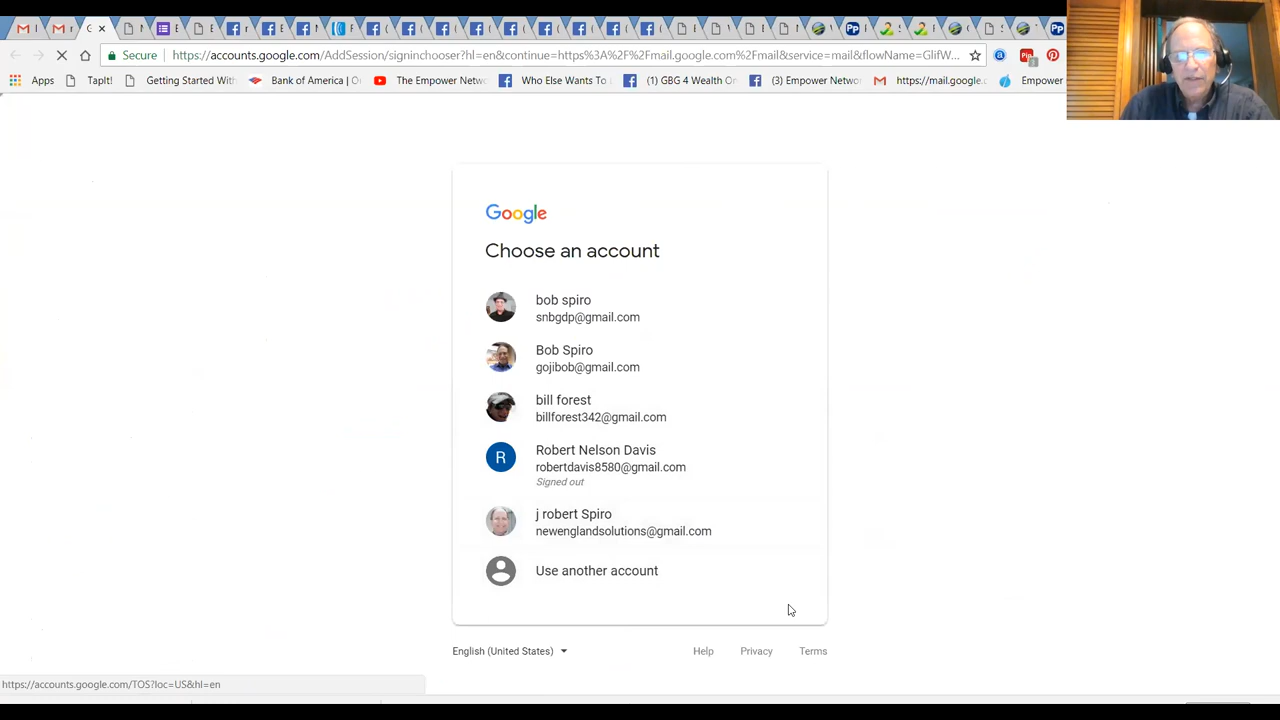 Secure
https://accounts.google.com/addSession/signinchooser?hl=en&continue=https%3A%2F%2Fmail.google.com%2Fmail&service=mail&flowName=GlifW...
Apps
TapIt!
Getting Started With
Bank of America | O
The Empower Netw
Who Else Wants To
(1) GBG 4 Wealth O
(3) Empower Networ
https://mail.google.c
Empower
Google
Choose an account
bob spiro
snbgdp@gmail.com
Bob Spiro
gojibob@gmail.com
bill forest
billforest342@gmail.com
R
Robert Nelson Davis
robertdavis8580@gmail.com
Signed out
j robert Spiro
newenglandsolutions@gmail.com
Use another account
English (United States)
Help
Privacy
Terms
https://accounts.google.com/TOS?loc=US&hl=en